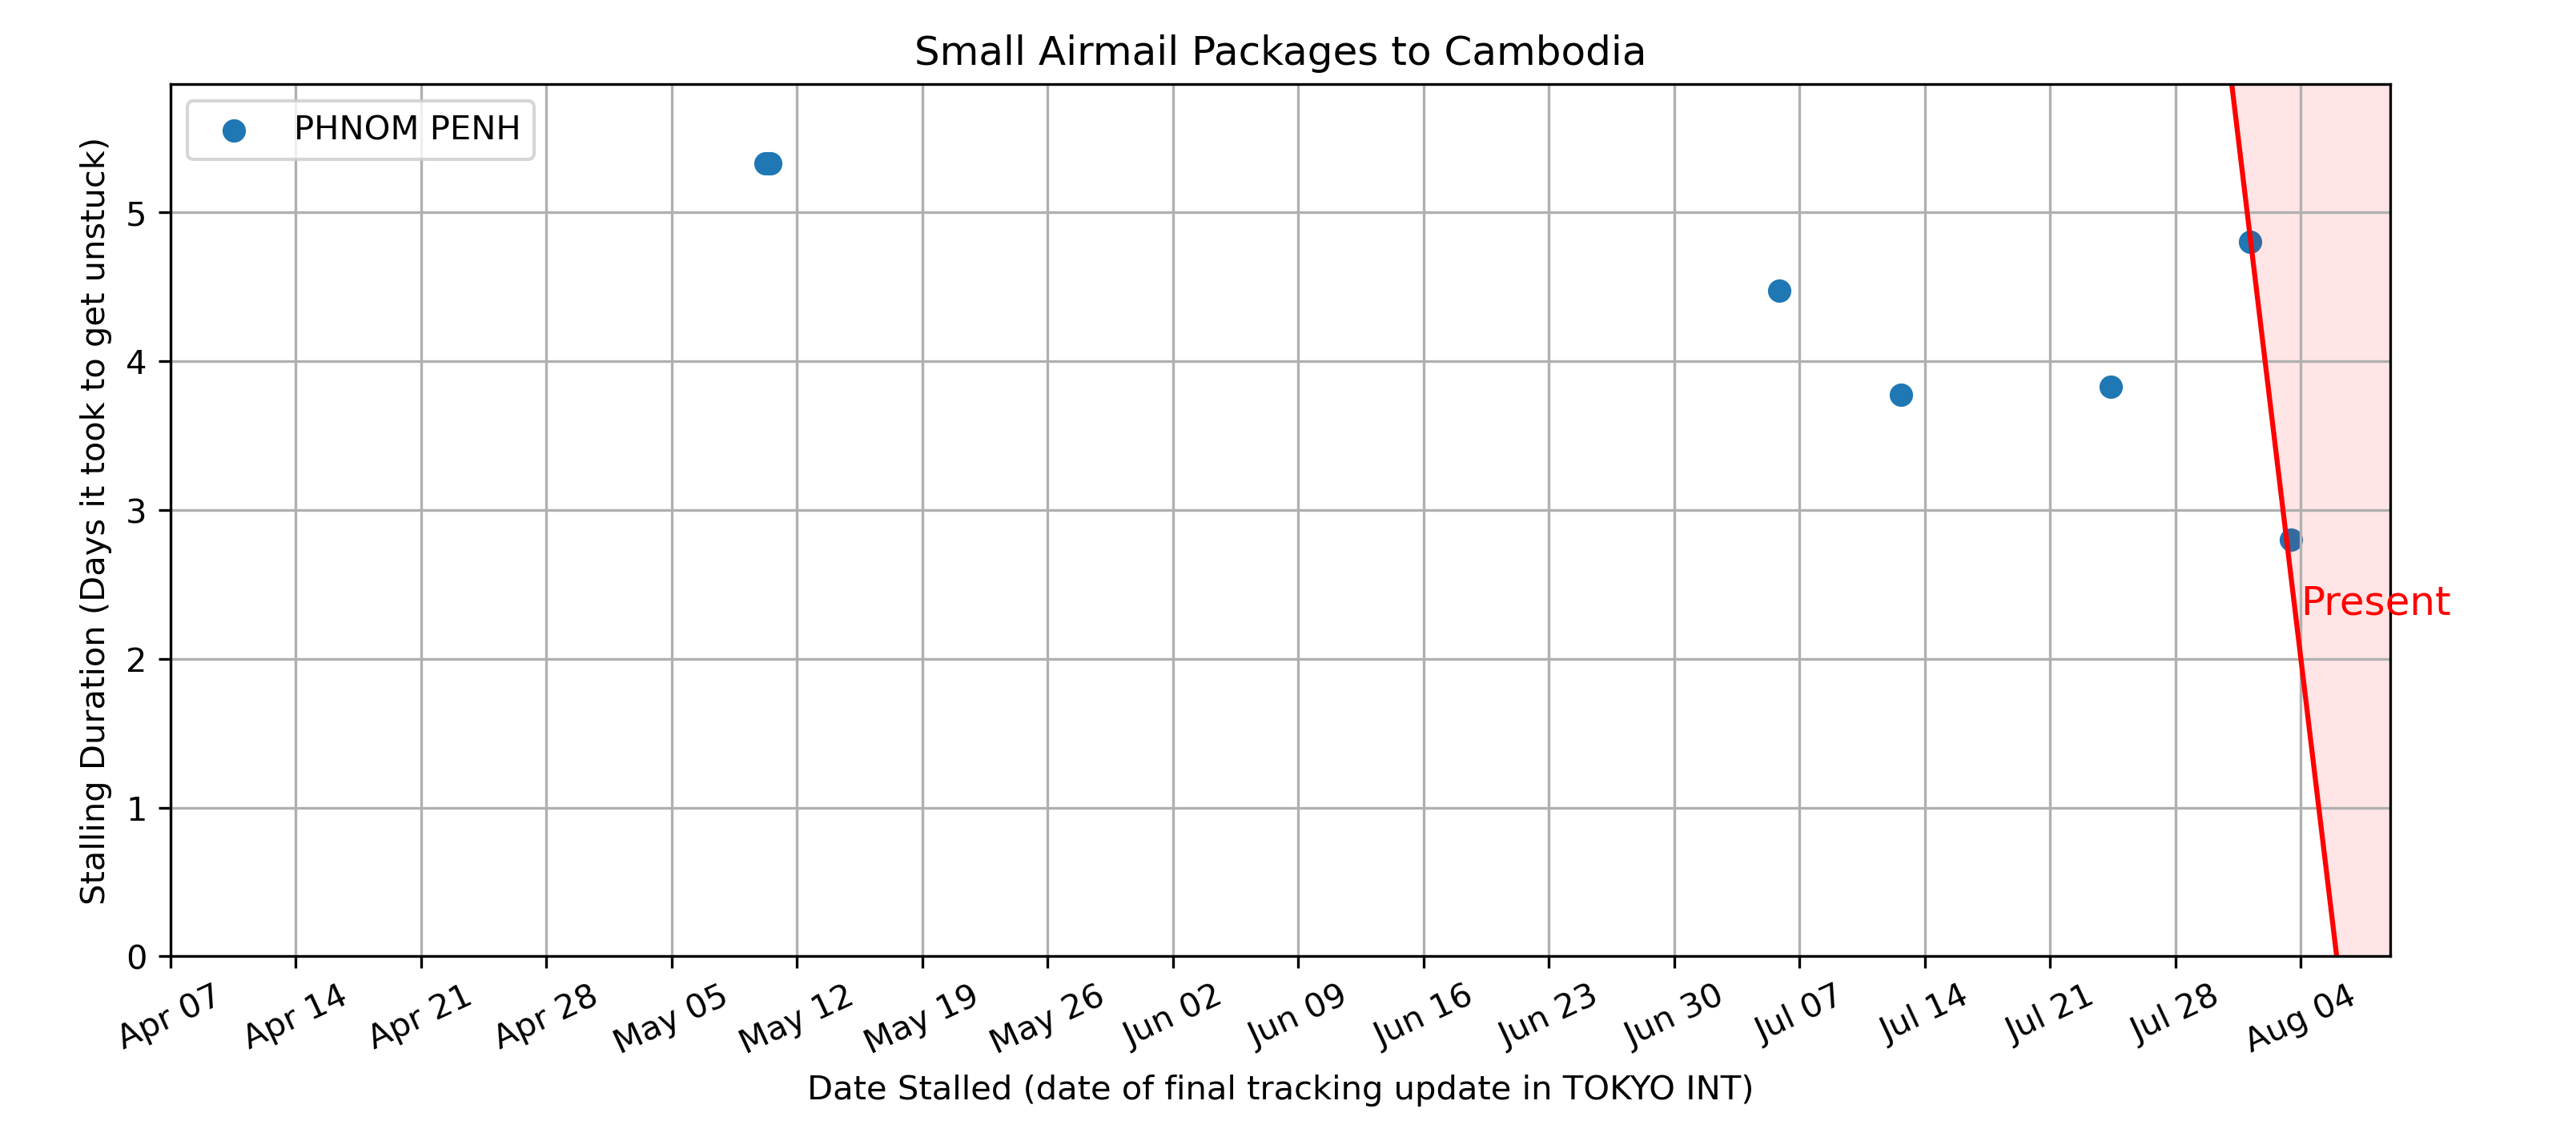 Small Airmail Packages to Cambodia
PHNOM PENH
Stalling Duration (Days it took to get unstuck)
5
4
3
2
1
0
Present
Apr 07
Apr 14
Apr 21
Apr 28
May 05
May 12
May 19
May 26
Jun 02
Jun 09
Jun 16
Jun 23
Jun 30
Jul 07
Jul 14
Jul 21
Jul 28
Aug 04
Date Stalled (date of final tracking update in TOKYO INT)